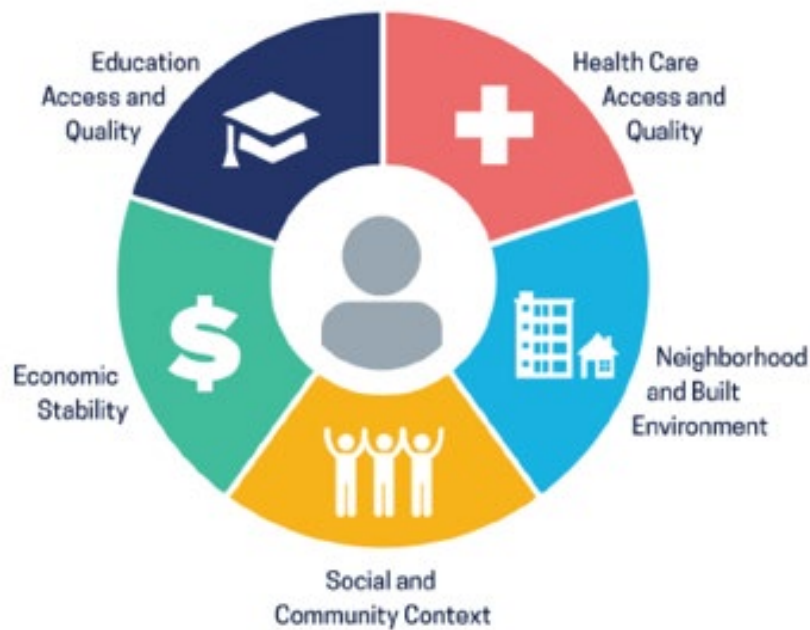 Education
Access and
Quality
Health Care
Access and
Quality
Economic
Stability
Neighborhood
and Built
Environment
Social and
Community Context